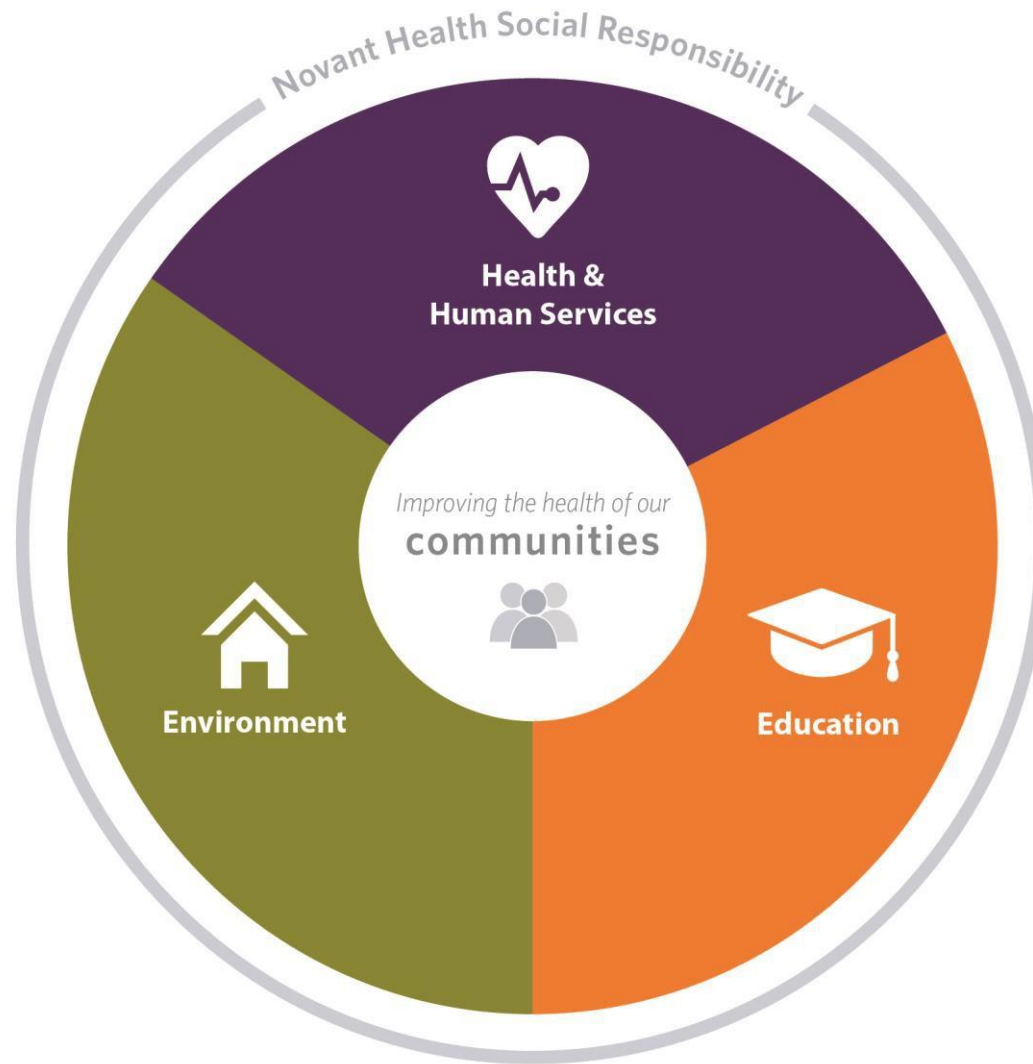 Novant Health Social Responsibility
Health &
Human Services
Improving the health of our
communities
Environment
Education